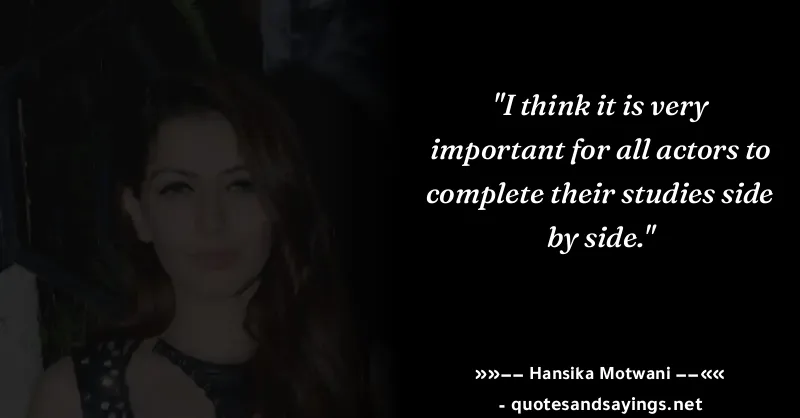 "I think it is very
important for all actors to
complete their studies side
by side."
»»−− Hansika Motwani −−««
- quotesandsayings.net